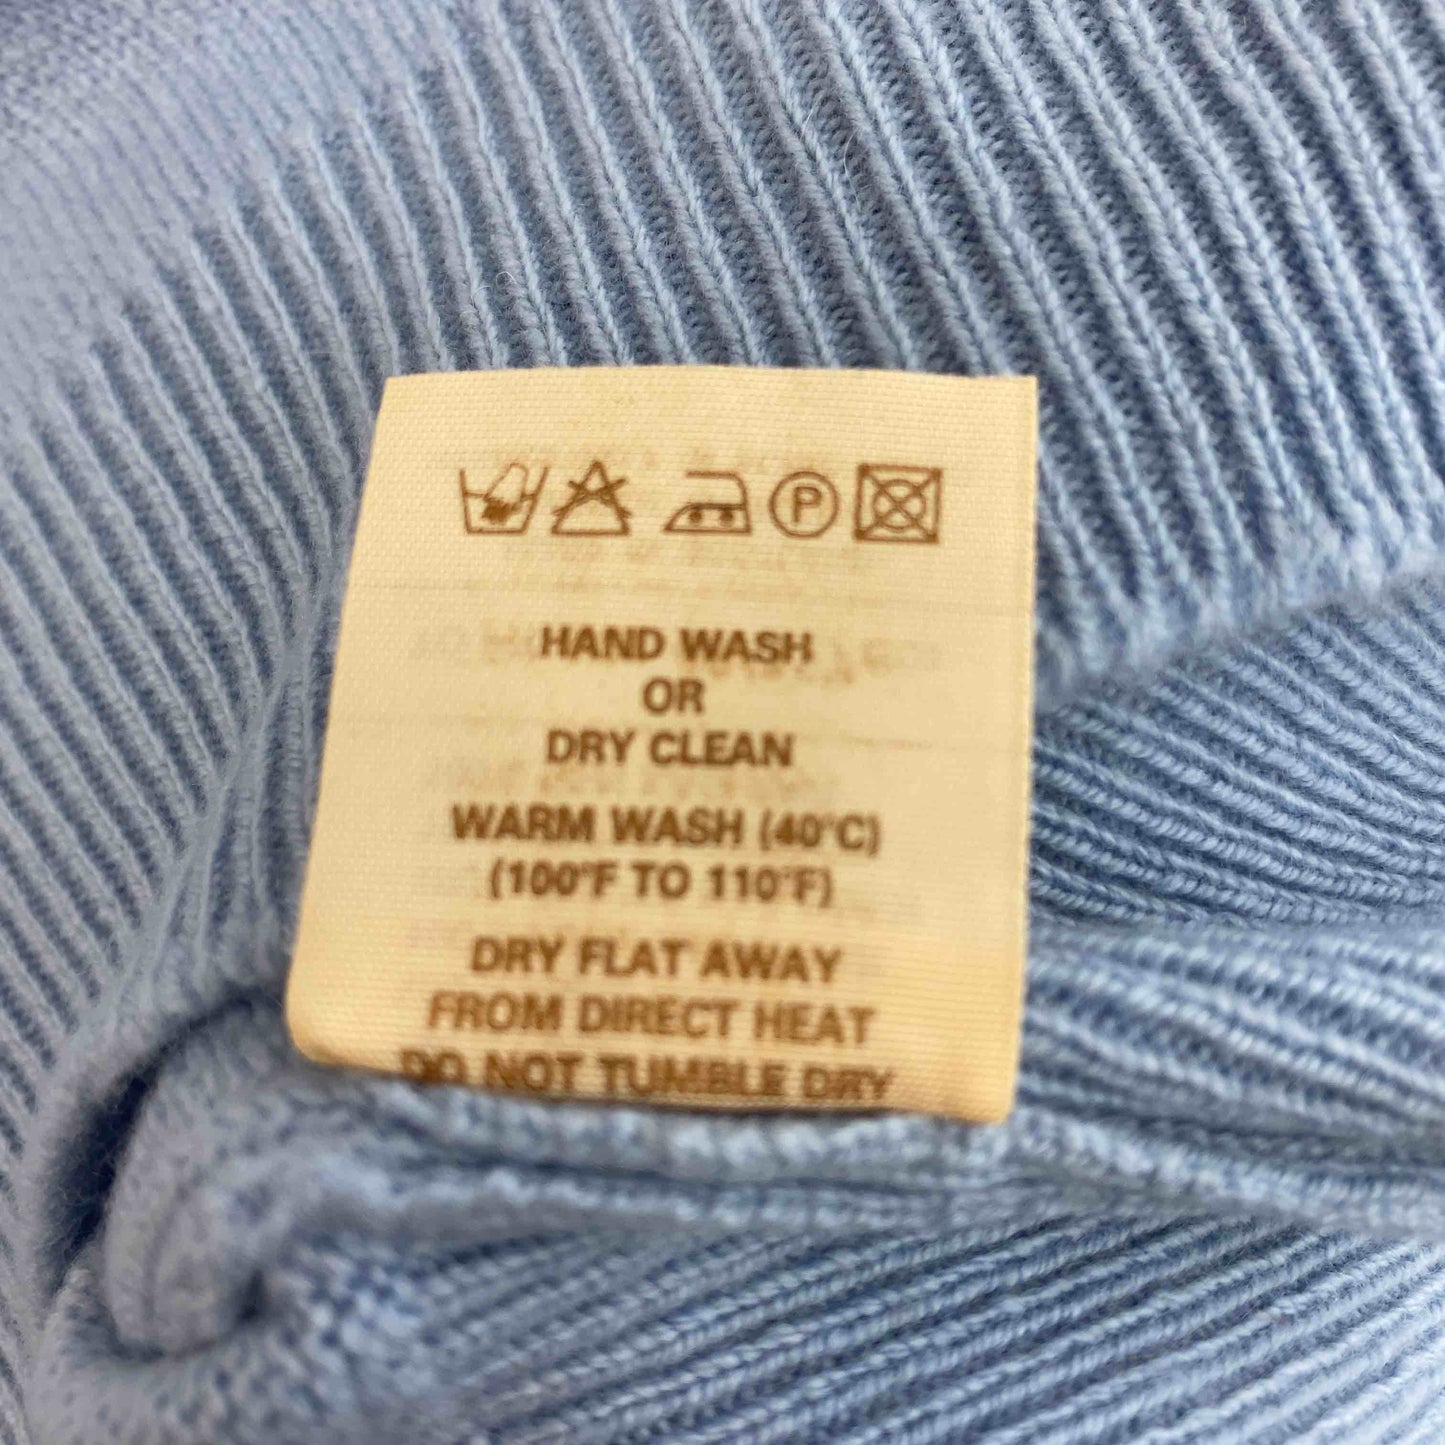 P
HAND WASH
OR
DRY CLEAN
WARM WASH (40°C)
(100°F TO 110°F)
DRY FLAT AWAY
FROM DIRECT HEAT
DO NOT TUMBLE DRY